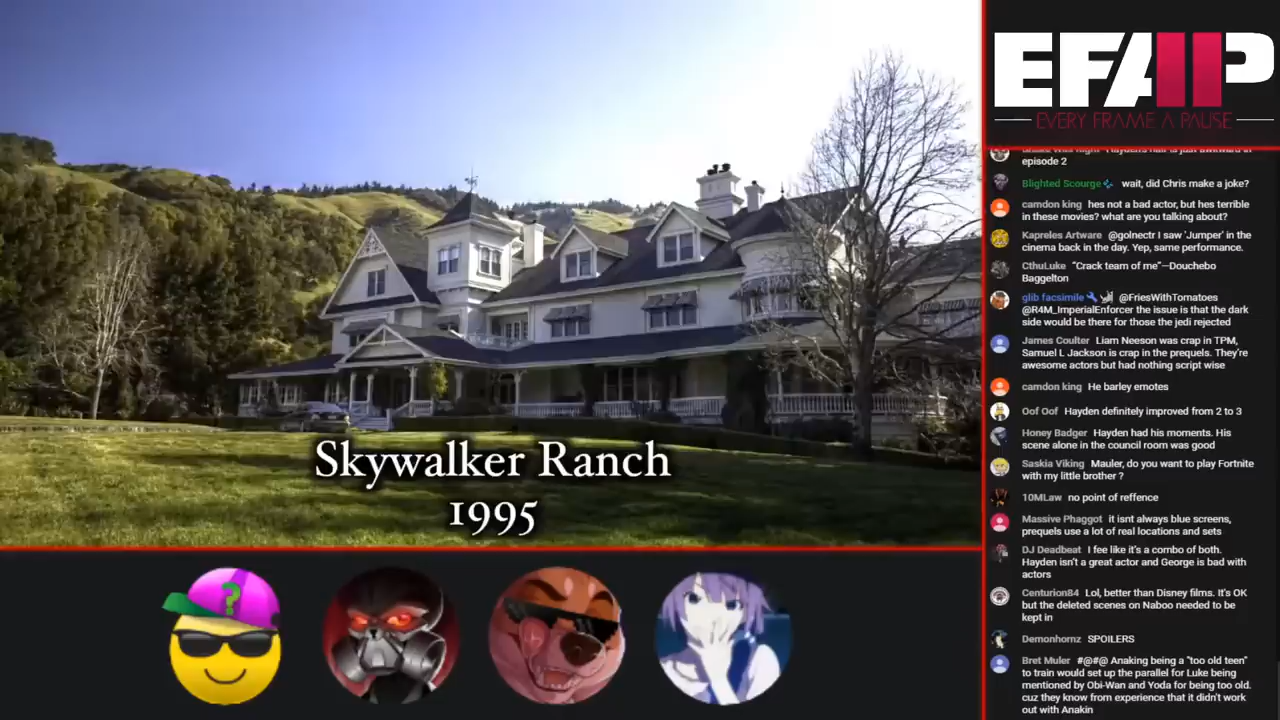 Skywalker Ranch
1995
?
EFAP
EVERY FRAME A PAUSE
episode 2
Blighted Scourge wait, did Chris make a joke?
camdon king hes not a bad actor, but hes terrible
in these movies? what are you talking about?
Kapreles Artware @golnectr I saw 'Jumper' in the
cinema back in the day. Yep, same performance.
CthuLuke “Crack team of me”—Douchebo
Baggelton
glib facsimile @FriesWithTomatoes
@R4M_ImperialEnforcer the issue is that the dark
side would be there for those the jedi rejected
James Coulter Liam Neeson was crap in TPM,
Samuel L Jackson is crap in the prequels. They're
awesome actors but had nothing script wise
camdon king He barley emotes
Oof Oof Hayden definitely improved from 2 to 3
Honey Badger Hayden had his moments. His
scene alone in the council room was good
Saskia Viking Mauler, do you want to play Fortnite
with my little brother ?
10MLaw no point of reffence
Massive Phaggot it isnt always blue screens,
prequels use a lot of real locations and sets
DJ Deadbeat I feel like it's a combo of both.
Hayden isn't a great actor and George is bad with
actors
Centurion84 Lol, better than Disney films. It's OK
but the deleted scenes on Naboo needed to be
kept in
Demonhornz SPOILERS
Bret Muler #@#@ Anaking being a "too old teen"
to train would set up the parallel for Luke being
mentioned by Obi-Wan and Yoda for being too old.
cuz they know from experience that it didn't work
out with Anakin